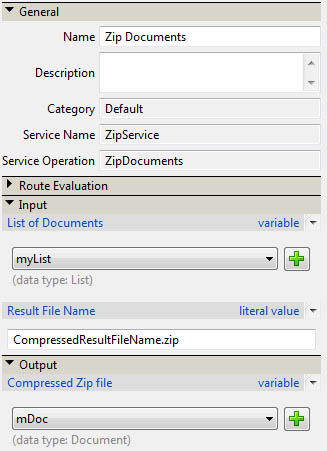 General
Name Zip Documents
Description
Category Default
Service Name ZipService
Service Operation ZipDocuments
Route Evaluation
Input
List of Documents variable
myList
(data type: List)
Result File Name literal value
CompressedResultFileName.zip
Output
Compressed Zip file variable
mDoc
(data type: Document)